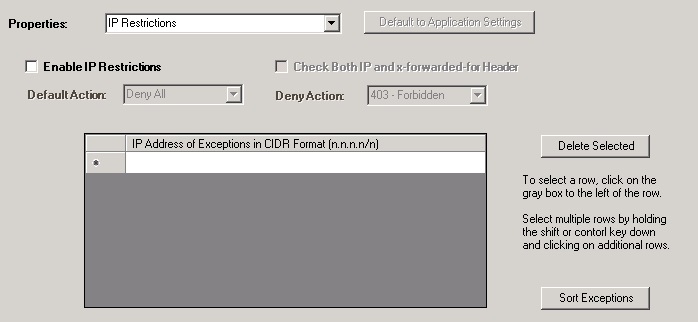 Properties: IP Restrictions Default to Application Settings
Enable IP Restrictions Check Both IP and x-forwarded-for Header
Default Action: Deny All Deny Action: 403 - Forbidden
IP Address of Exceptions in CIDR Format (n.n.n.n/n)
*
Delete Selected
To select a row, click on the
gray box to the left of the row.
Select multiple rows by holding
the shift or contorl key down
and clicking on additional rows.
Sort Exceptions